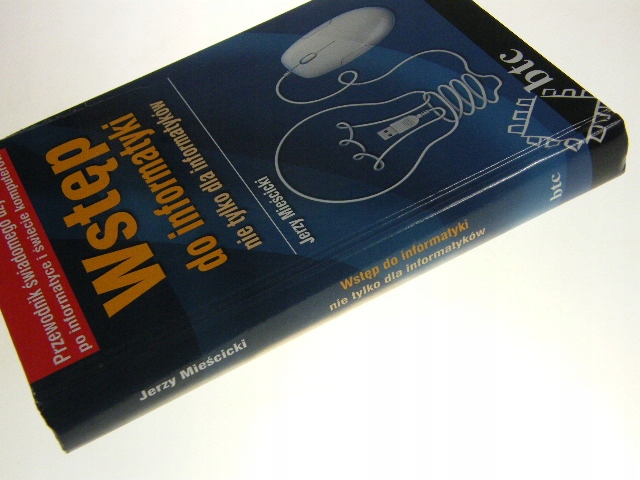 Przewodnik świadomego
po informatyce i świecie
Wstęp
do informatyki
nie tylko dla informatyków
Jerzy Mieścicki
btc
Jerzy Mieścicki
Wstęp do informatyki
nie tylko dla informatyków
btc